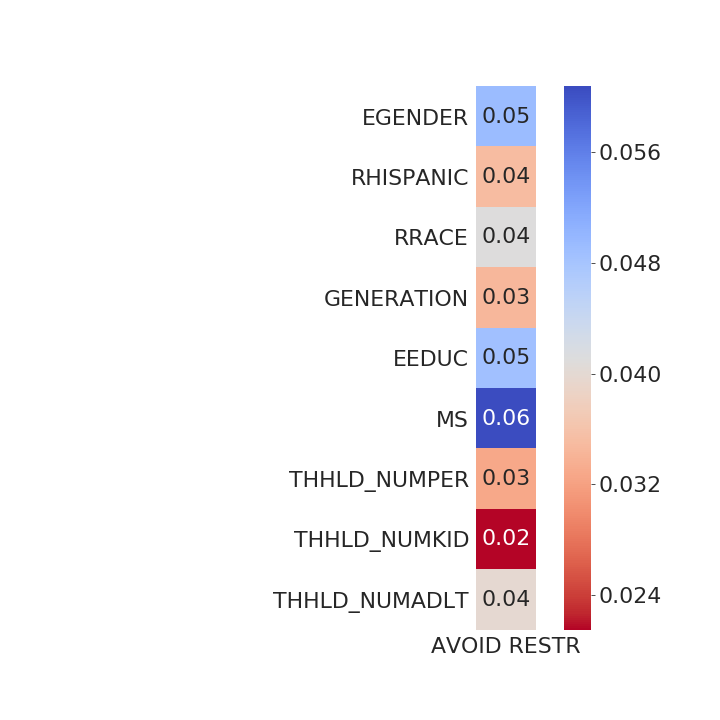 EGENDER 0.05
RHISPANIC 0.04
RRACE 0.04
GENERATION 0.03
EEDUC 0.05
MS 0.06
THHLD_NUMPER 0.03
THHLD_NUMKID 0.02
THHLD_NUMADLT 0.04
AVOID RESTR
0.056
0.048
0.040
0.032
0.024